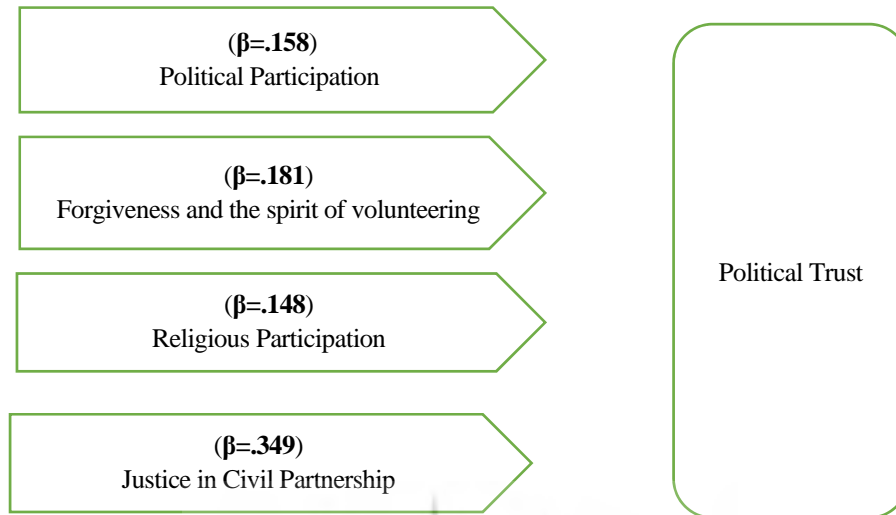 (β=.158)
Political Participation
(β=.181)
Forgiveness and the spirit of volunteering
(β=.148)
Religious Participation
(β=.349)
Justice in Civil Partnership
Political Trust